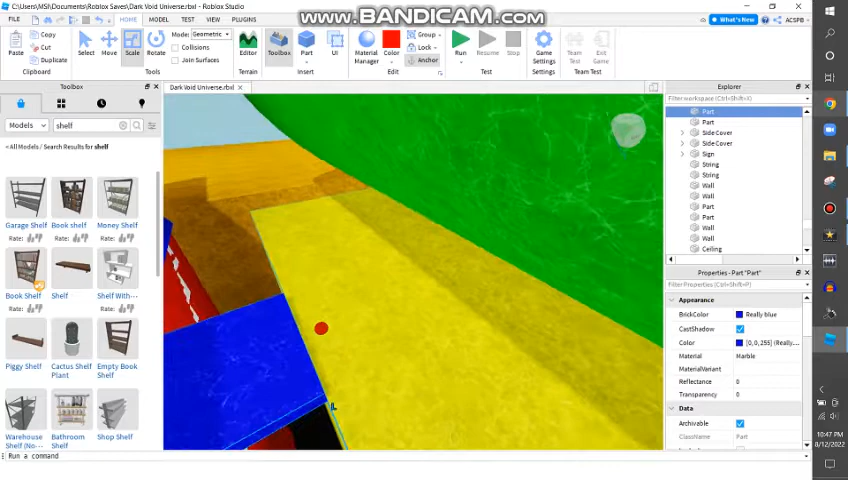 C:\Users\MSI\Documents\Roblox Saves\Dark Void Universe.rbxl - Roblox Studio
www.BANDICAM.com
FILE
HOME
MODEL
TEST
VIEW
PLUGINS
What's New
ACSPB
Paste
Copy
Cut
Duplicate
Clipboard
Select
Move
Scale
Rotate
Mode: Geometric
Collisions
Join Surfaces
Tools
Editor
Terrain
Toolbox
Part
UI
Insert
Material Manager
Color
Group
Lock
Anchor
Edit
Run
Resume
Stop
Test
Game Settings
Settings
Team Test
Exit Game
Team Test
Toolbox
Models
shelf
< All Models / Search Results for shelf
Garage Shelf
Book shelf
Money Shelf
Rate:
Rate:
Rate:
Book Shelf
Shelf
Shelf With...
Rate:
Rate:
Rate:
Piggy Shelf
Cactus Shelf Plant
Empty Book Shelf
Rate:
Rate:
Rate:
Warehouse Shelf (No...
Bathroom Shelf
Shop Shelf
Dark Void Universe.rbxl
Explorer
Filter workspace (Ctrl+Shift+X)
Part
Part
SideCover
SideCover
Sign
String
String
Wall
Wall
Part
Part
Wall
Wall
Ceiling
Properties - Part "Part"
Filter Properties (Ctrl+Shift+P)
Appearance
BrickColor
Really blue
CastShadow
Color
[0,0,255] (Really...
Material
Marble
MaterialVariant
Reflectance
0
Transparency
0
Data
Archivable
ClassName
Part
Run a command
L
10:47 PM
8/12/2022